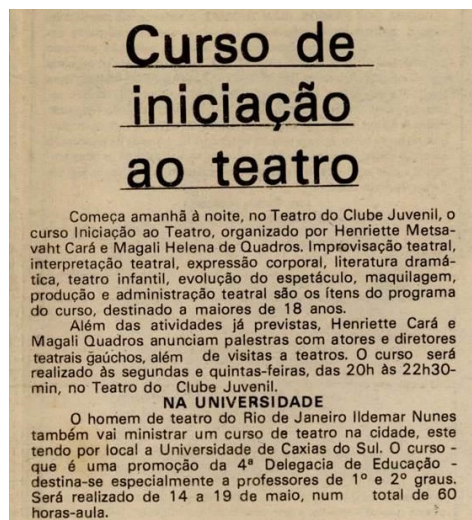 Curso de
iniciação
ao teatro
Começa amanhã à noite, no Teatro do Clube Juvenil, o
curso Iniciação ao Teatro, organizado por Henriette Metsa-
vaht Cará e Magali Helena de Quadros. Improvisação teatral,
interpretação teatral, expressão corporal, literatura dramá-
tica, teatro infantil, evolução do espetáculo, maquilagem,
produção e administração teatral são os ítens do programa
do curso, destinado a maiores de 18 anos.
Além das atividades já previstas, Henriette Cará e
Magali Quadros anunciam palestras com atores e diretores
teatrais gaúchos, além de visitas a teatros. O curso será
realizado às segundas e quintas-feiras, das 20h às 22h30-
min, no Teatro do Clube Juvenil.
NA UNIVERSIDADE
O homem de teatro do Rio de Janeiro Ildemar Nunes
também vai ministrar um curso de teatro na cidade, este
tendo por local a Universidade de Caxias do Sul. O curso -
que é uma promoção da 4ª Delegacia de Educação -
destina-se especialmente a professores de 1º e 2º graus.
Será realizado de 14 a 19 de maio, num total de 60
horas-aula.